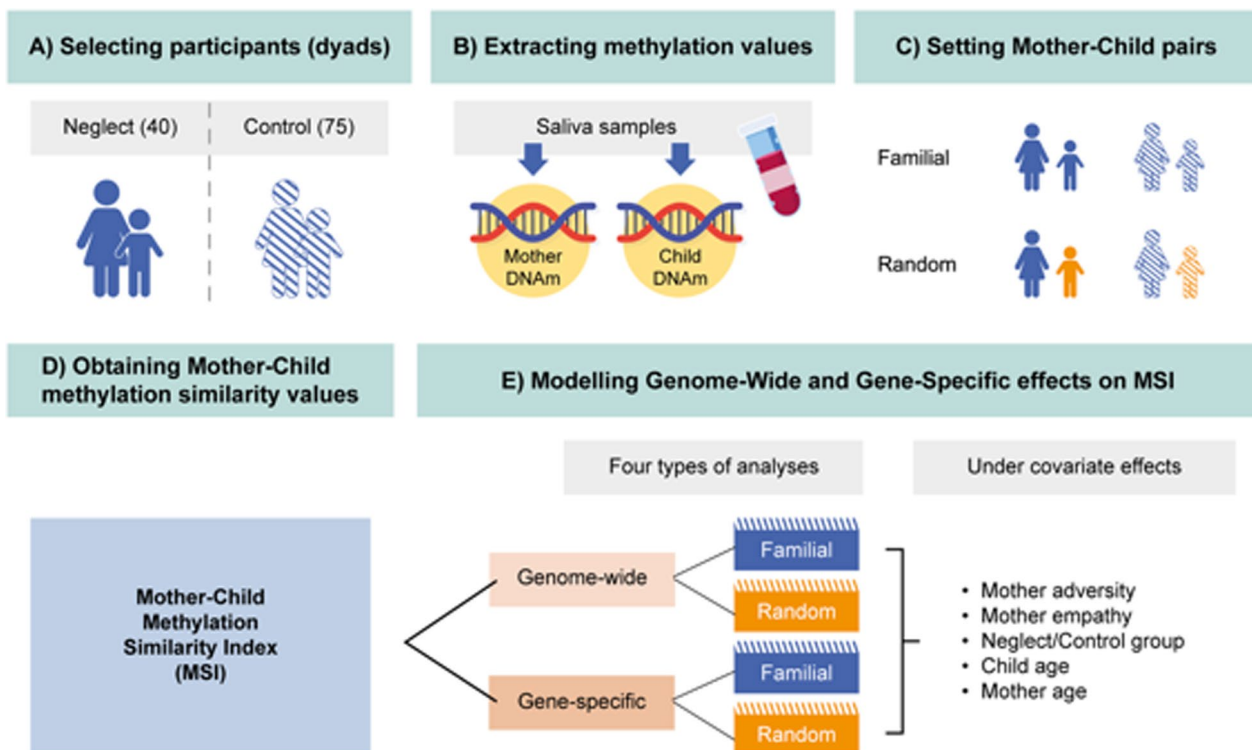 A) Selecting participants (dyads)
Neglect (40)
Control (75)
B) Extracting methylation values
Saliva samples
Mother
DNAm
Child
DNAm
C) Setting Mother-Child pairs
Familial
Random
D) Obtaining Mother-Child
methylation similarity values
Mother-Child
Methylation
Similarity Index
(MSI)
E) Modelling Genome-Wide and Gene-Specific effects on MSI
Four types of analyses
Under covariate effects
Genome-wide
Familial
Random
Gene-specific
Familial
Random
• Mother adversity
• Mother empathy
• Neglect/Control group
• Child age
• Mother age